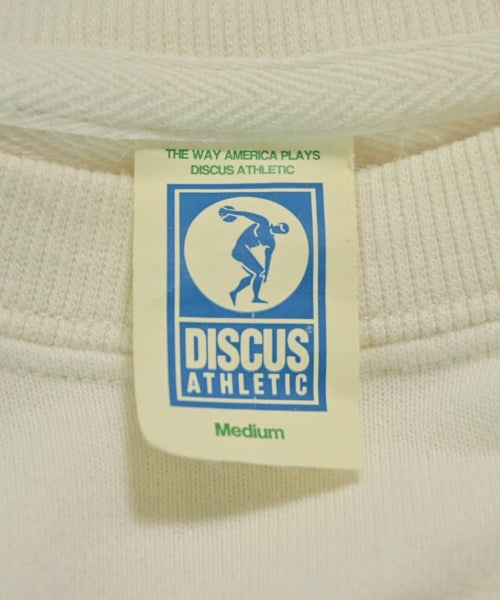 THE WAY AMERICA PLAYS
DISCUS ATHLETIC
DISCUS®
ATHLETIC
Medium